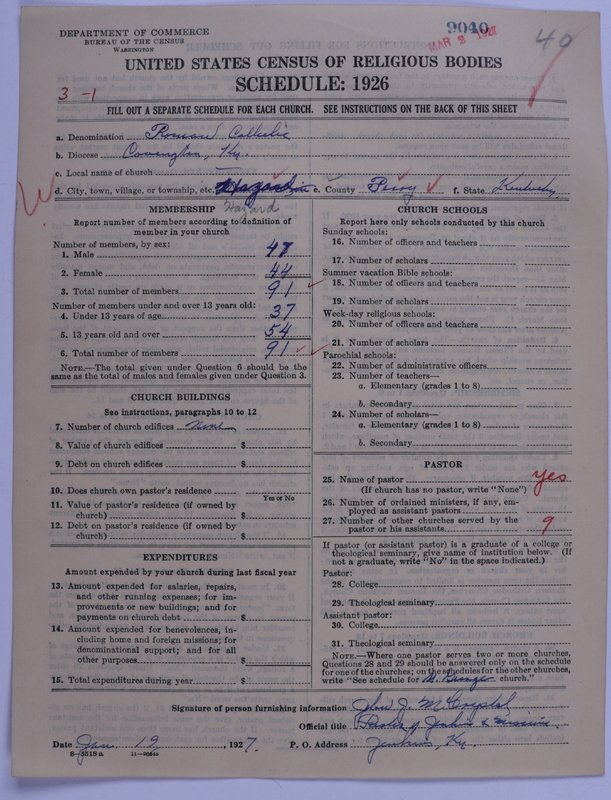 DEPARTMENT OF COMMERCE
BUREAU OF THE CENSUS
WASHINGTON
9040
MAR 3 1927
40
UNITED STATES CENSUS OF RELIGIOUS BODIES
SCHEDULE: 1926
3-1
FILL OUT A SEPARATE SCHEDULE FOR EACH CHURCH. SEE INSTRUCTIONS ON THE BACK OF THIS SHEET
a. Denomination Roman Catholic
b. Diocese Covington, Ky.
c. Local name of church
d. City, town, village, or township, etc. Hazard e. County Perry f. State Kentucky
Hazard
MEMBERSHIP
Report number of members according to definition of
member in your church
Number of members, by sex:
1. Male 47
2. Female 44
3. Total number of members 91
Number of members under and over 13 years old:
4. Under 13 years of age 37
5. 13 years old and over 54
6. Total number of members 91
NOTE.—The total given under Question 6 should be
same as the total of males and females given under Question 3.
CHURCH BUILDINGS
See instructions, paragraphs 10 to 12
7. Number of church edifices None
8. Value of church edifices $
9. Debt on church edifices $
10. Does church own pastor's residence
Yes or No
11. Value of pastor's residence (if owned by
church) $
12. Debt on pastor's residence (if owned by
church) $
EXPENDITURES
Amount expended by your church during last fiscal year
13. Amount expended for salaries, repairs,
and other running expenses; for im-
provements or new buildings; and for
payments on church debt $
14. Amount expended for benevolences, in-
cluding home and foreign missions; for
denominational support; and for all
other purposes $
15. Total expenditures during year $
CHURCH SCHOOLS
Report here only schools conducted by this church
Sunday schools:
16. Number of officers and teachers
17. Number of scholars
Summer vacation Bible schools:
18. Number of officers and teachers
19. Number of scholars
Week-day religious schools:
20. Number of officers and teachers
21. Number of scholars
Parochial schools:
22. Number of administrative officers
23. Number of teachers—
a. Elementary (grades 1 to 8)
b. Secondary
24. Number of scholars—
a. Elementary (grades 1 to 8)
b. Secondary
PASTOR
25. Name of pastor yes
(If church has no pastor, write "None")
26. Number of ordained ministers, if any, em-
ployed as assistant pastors
27. Number of other churches served by the
pastor or his assistants 9
If pastor (or assistant pastor) is a graduate of a college or
theological seminary, give name of institution below. (If
not a graduate, write "No" in the space indicated.)
Pastor:
28. College
29. Theological seminary
Assistant pastor:
30. College
31. Theological seminary
NOTE.—Where one pastor serves two or more churches,
Questions 28 and 29 should be answered only on the schedule
for one of the churches; on the schedules for the other churches,
write "See schedule for church."
Signature of person furnishing information John J. McCrystal
Official title Pastor of Jenkins & missions
Date Jan. 19, 1927. P. O. Address Jenkins, Ky.
8-5518a 11-9054a